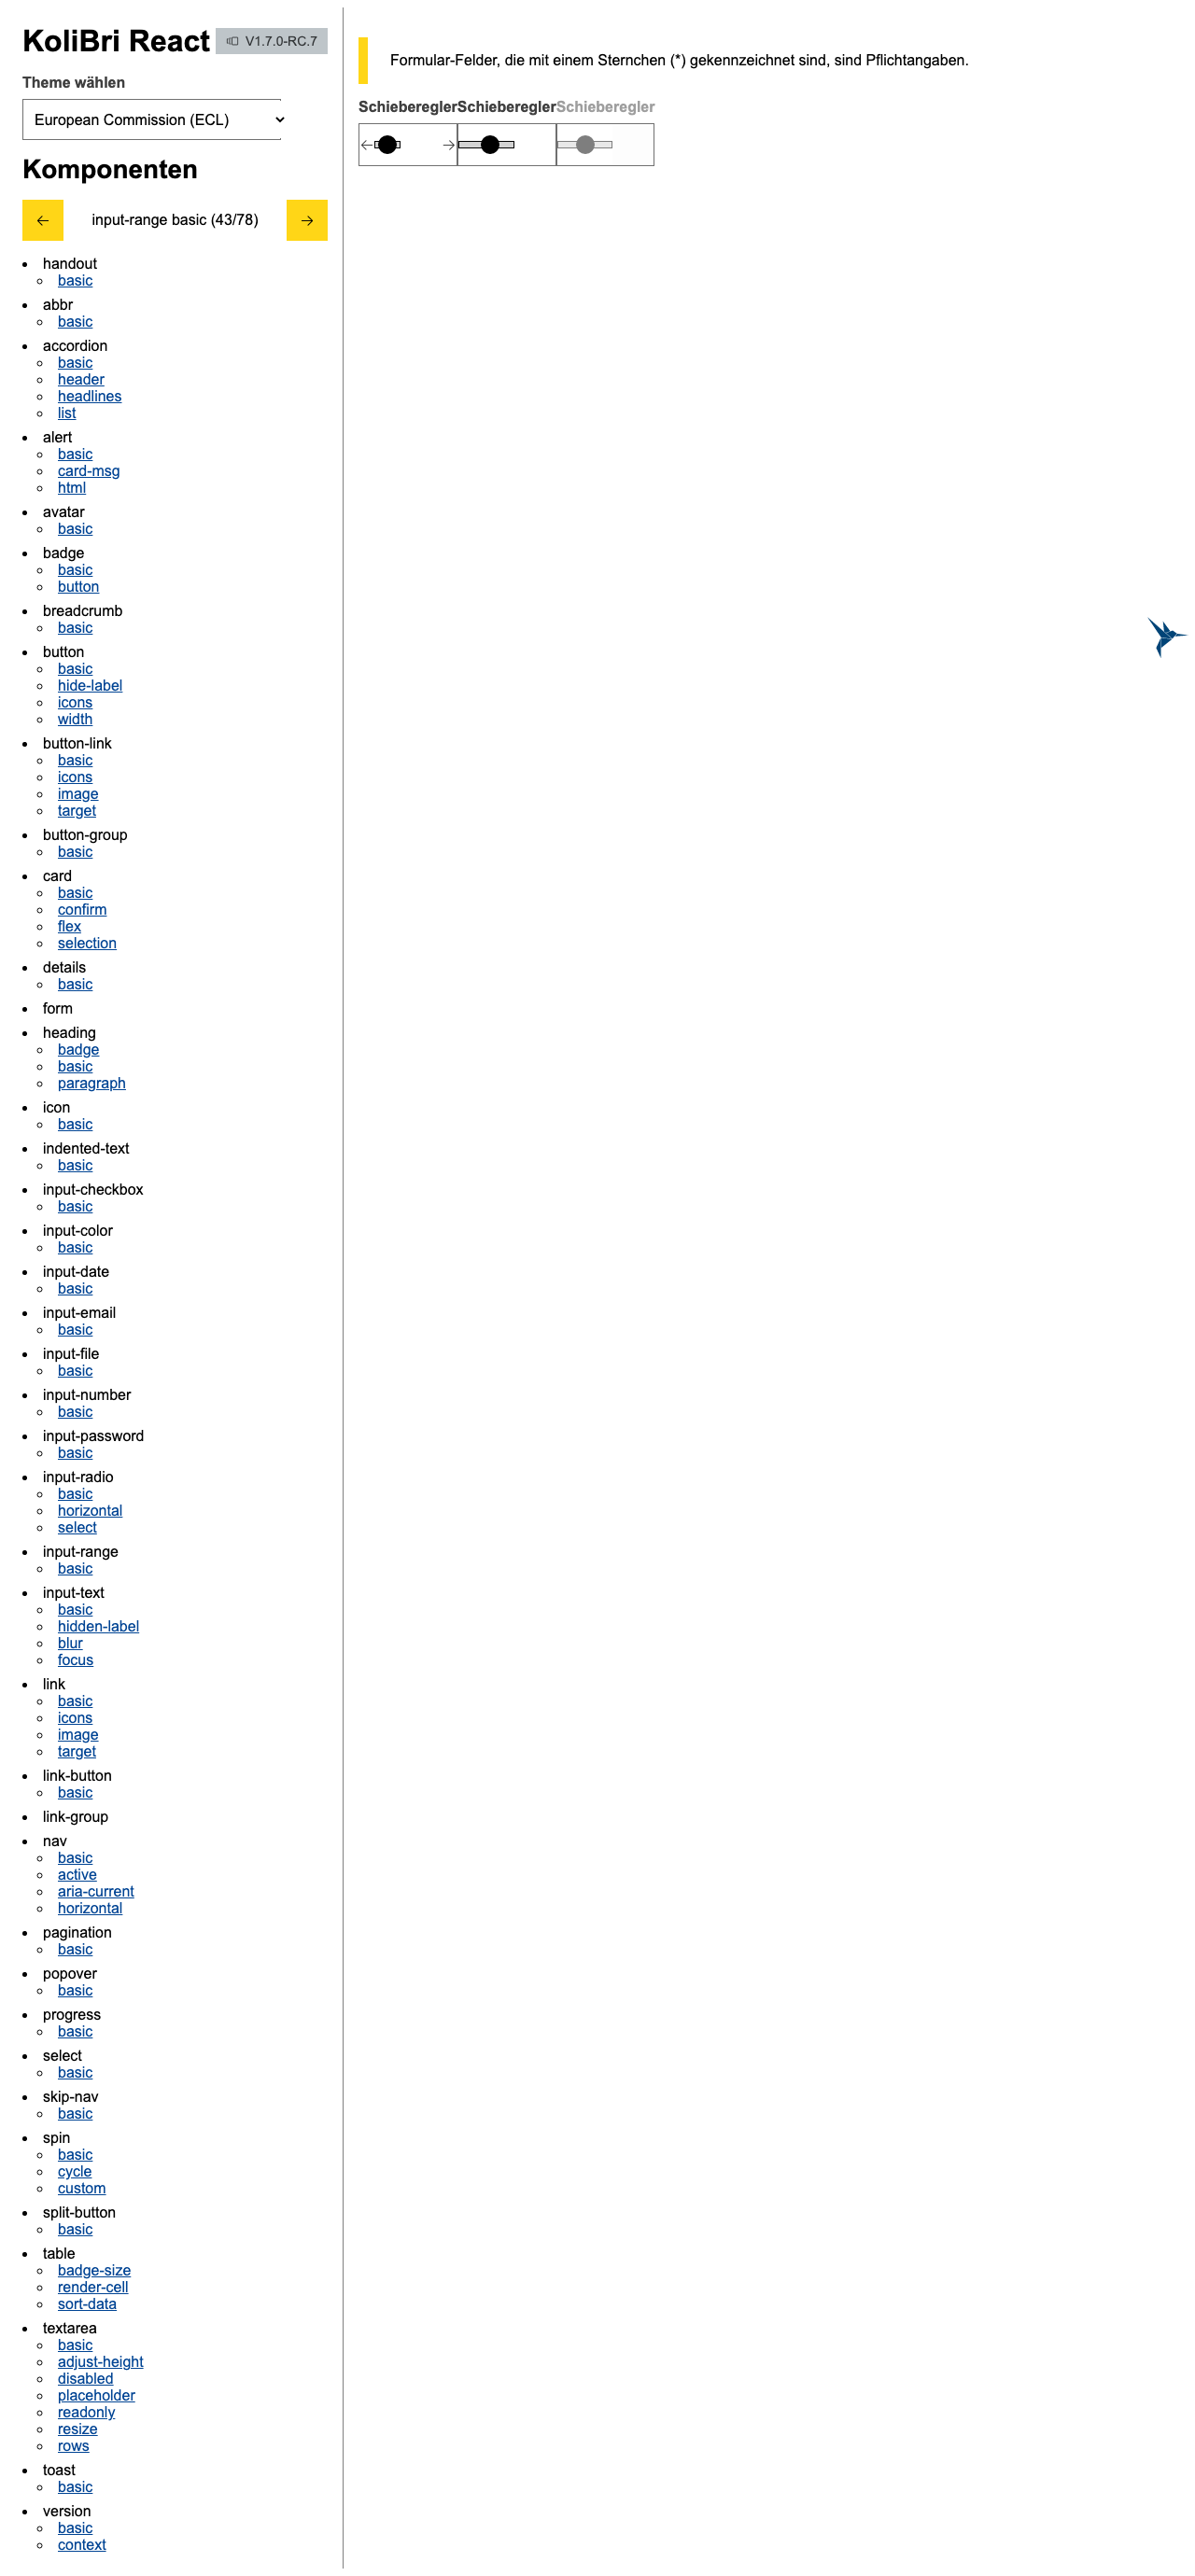 KoliBri React V1.7.0-RC.7
Theme wählen
European Commission (ECL)
Komponenten
← input-range basic (43/78) →
handout
basic
abbr
basic
accordion
basic
header
headlines
list
alert
basic
card-msg
html
avatar
basic
badge
basic
button
breadcrumb
basic
button
basic
hide-label
icons
width
button-link
basic
icons
image
target
button-group
basic
card
basic
confirm
flex
selection
details
basic
form
heading
badge
basic
paragraph
icon
basic
indented-text
basic
input-checkbox
basic
input-color
basic
input-date
basic
input-email
basic
input-file
basic
input-number
basic
input-password
basic
input-radio
basic
horizontal
select
input-range
basic
input-text
basic
hidden-label
blur
focus
link
basic
icons
image
target
link-button
basic
link-group
nav
basic
active
aria-current
horizontal
pagination
basic
popover
basic
progress
basic
select
basic
skip-nav
basic
spin
basic
cycle
custom
split-button
basic
table
badge-size
render-cell
sort-data
textarea
basic
adjust-height
disabled
placeholder
readonly
resize
rows
toast
basic
version
basic
context
Formular-Felder, die mit einem Sternchen (*) gekennzeichnet sind, sind Pflichtangaben.
Schieberegler Schieberegler Schieberegler